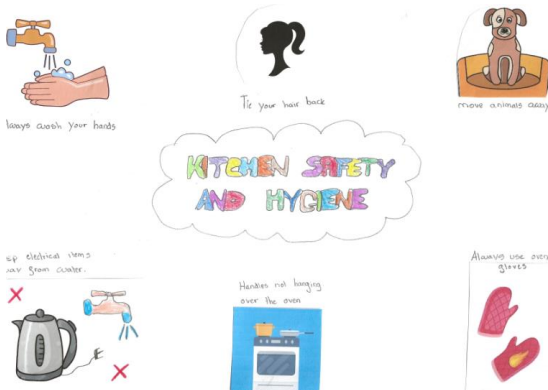 Tie your hair back
move animals away
lways wash your hands
KITCHEN SAFETY
AND HYGIENE
ep electrical items
way from water.
Handles not hanging
over the oven
Always use oven
gloves